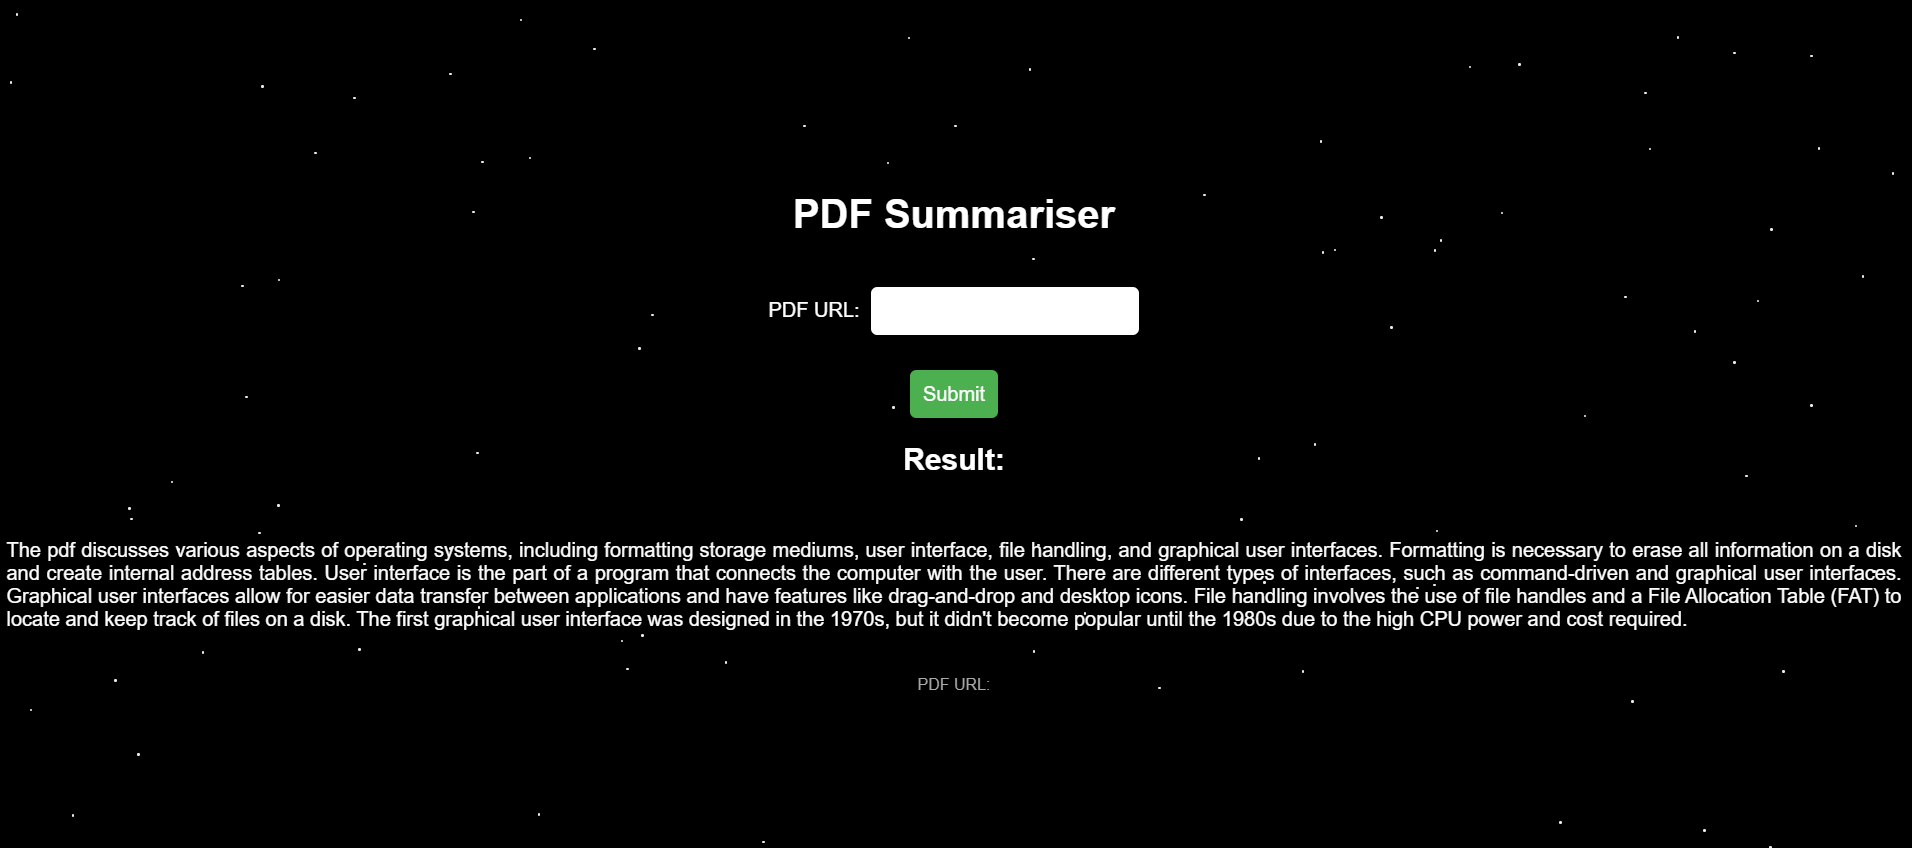 PDF Summariser
PDF URL:
Submit
Result:
The pdf discusses various aspects of operating systems, including formatting storage mediums, user interface, file handling, and graphical user interfaces. Formatting is necessary to erase all information on a disk
and create internal address tables. User interface is the part of a program that connects the computer with the user. There are different types of interfaces, such as command-driven and graphical user interfaces.
Graphical user interfaces allow for easier data transfer between applications and have features like drag-and-drop and desktop icons. File handling involves the use of file handles and a File Allocation Table (FAT) to
locate and keep track of files on a disk. The first graphical user interface was designed in the 1970s, but it didn't become popular until the 1980s due to the high CPU power and cost required.
PDF URL: